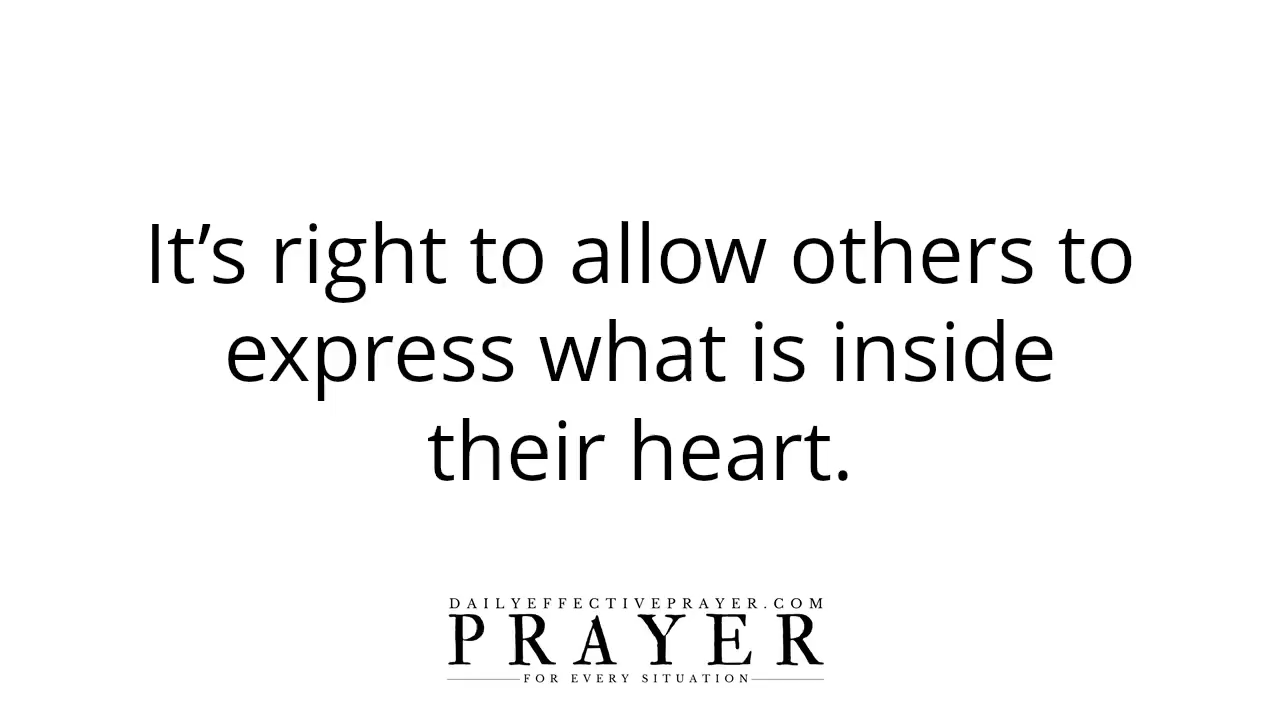 It’s right to allow others to
express what is inside
their heart.
DAILYEFFECTIVEPRAYER.COM
PRAYER
FOR EVERY SITUATION